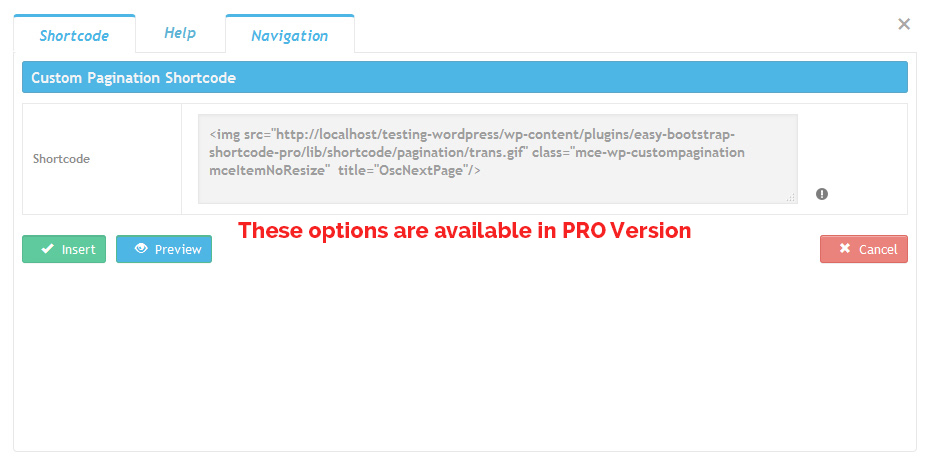 Shortcode Help Navigation
×
Custom Pagination Shortcode
Shortcode
<img src="http://localhost/testing-wordpress/wp-content/plugins/easy-bootstrap-
shortcode-pro/lib/shortcode/pagination/trans.gif" class="mce-wp-custompagination
mceItemNoResize"  title="OscNextPage"/>
These options are available in PRO Version
Insert Preview Cancel